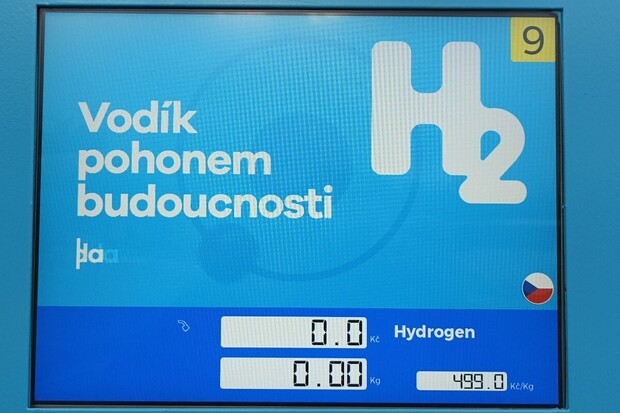 9
H2
Vodík
pohonem
budoucnosti
0.0 Kč Hydrogen
0.00 Kg
499.0 Kč/Kg